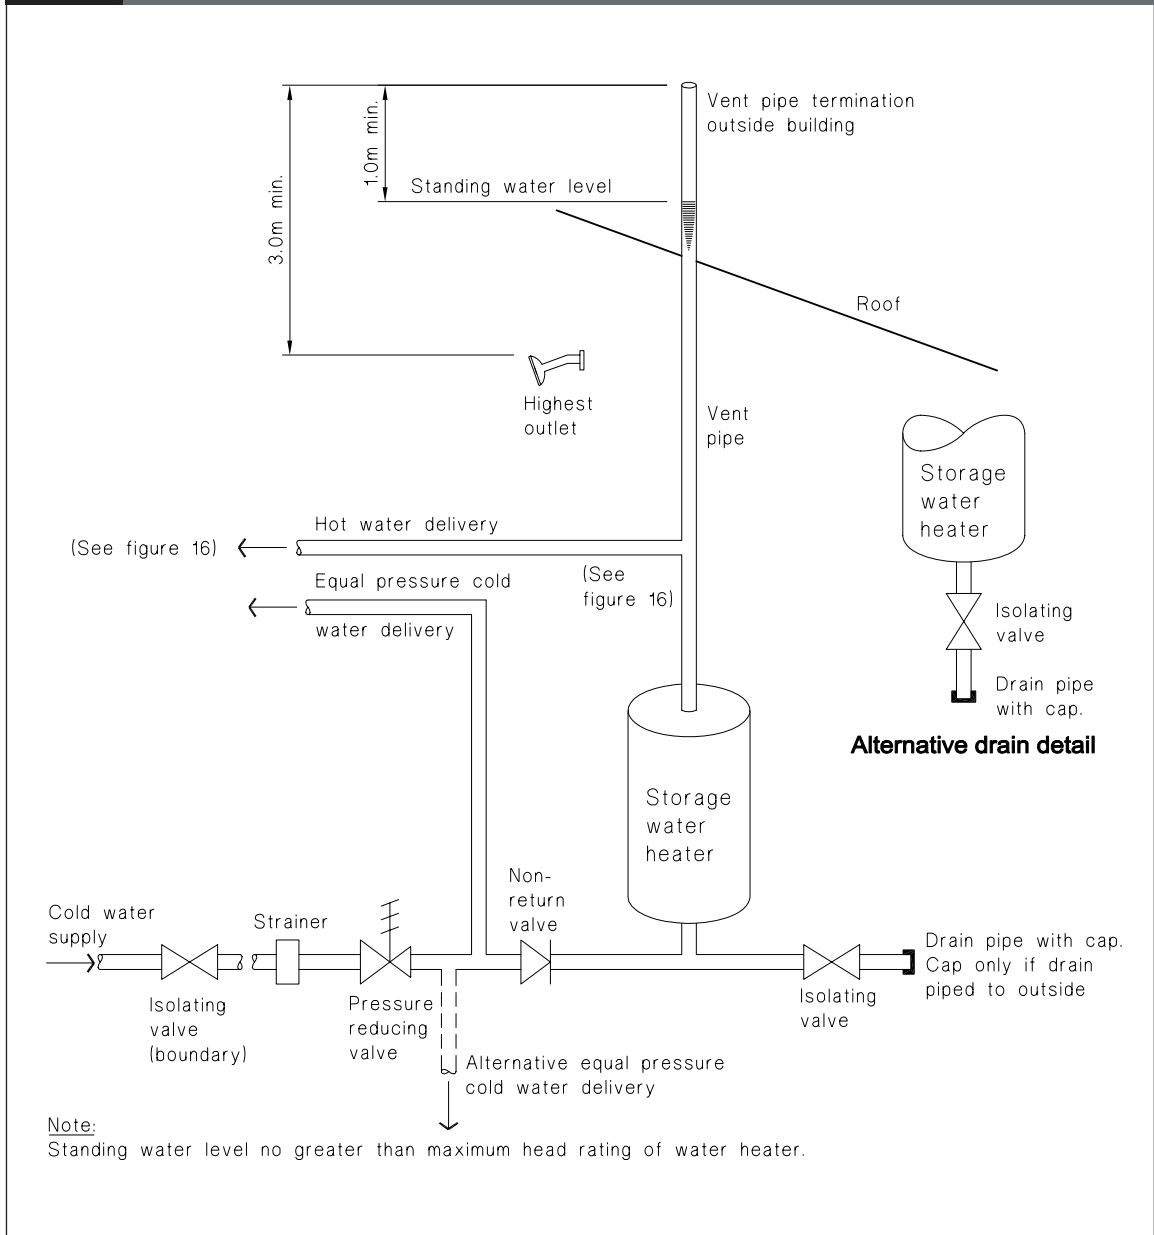 Vent pipe termination
outside building
1.0m min.
3.0m min.
Standing water level
Roof
Highest
outlet
Vent
pipe
Storage
water
heater
Isolating
valve
Drain pipe
with cap.
Alternative drain detail
Hot water delivery
(See figure 16)
(See
figure 16)
Equal pressure cold
water delivery
Storage
water
heater
Non-
return
valve
Cold water
supply
Strainer
Isolating
valve
(boundary)
Pressure
reducing
valve
Isolating
valve
Drain pipe with cap.
Cap only if drain
piped to outside
Alternative equal pressure
cold water delivery
Note:
Standing water level no greater than maximum head rating of water heater.